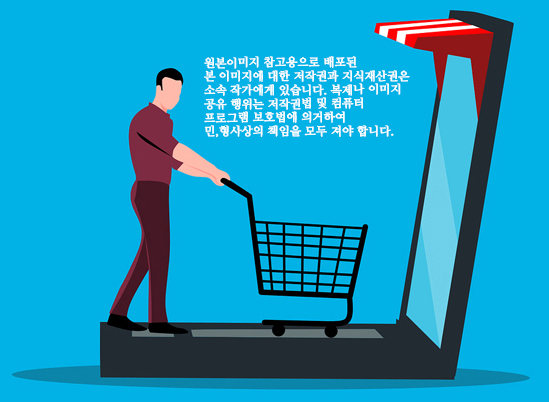 원본이미지 참고용으로 배포된
본 이미지에 대한 저작권과 지식재산권은
소속 작가에게 있습니다. 복제나 이미지
공유 행위는 저작권법 및 컴퓨터
프로그램 보호법에 의거하여
민,형사상의 책임을 모두 져야 합니다.